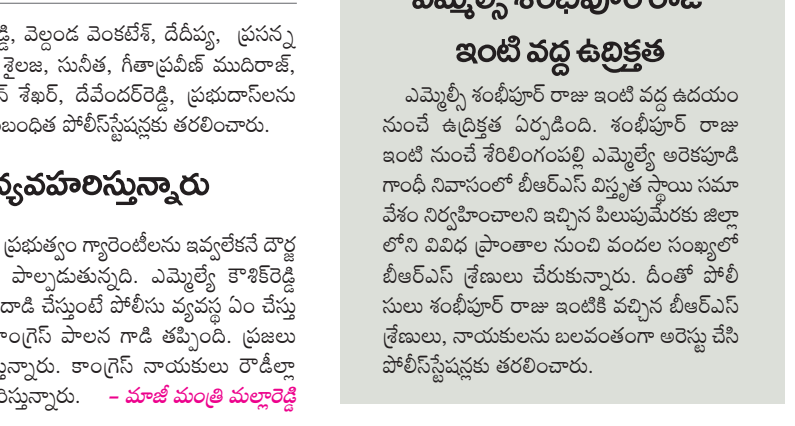 వెల్దండ వెంకటేశ్, దేదీప్య, ప్రసన్న
శైలజ, సునీత, గీతాప్రవీణ్ ముదిరాజ్,
శేఖర్, దేవేందర్‌రెడ్డి, ప్రభుదాస్‌లను
పోలీస్‌స్టేషన్లకు తరలించారు.
వ్యవహరిస్తున్నారు
ప్రభుత్వం గ్యారెంటీలను ఇవ్వలేకనే దౌర్జ
పాల్పడుతున్నది. ఎమ్మెల్యే కౌశిక్‌రెడ్డి
దాడి చేస్తుంటే పోలీసు వ్యవస్థ ఏం చేస్తు
పాలన గాడి తప్పింది. ప్రజలు
కాంగ్రెస్ నాయకులు రౌడీల్లా
– మాజీ మంత్రి మల్లారెడ్డి
ఎమ్మెల్సీ శంభీపూర్ రాజు
ఇంటి వద్ద ఉద్రిక్తత
ఎమ్మెల్సీ శంభీపూర్ రాజు ఇంటి వద్ద ఉదయం
నుంచే ఉద్రిక్తత ఏర్పడింది. శంభీపూర్ రాజు
ఇంటి నుంచే శేరిలింగంపల్లి ఎమ్మెల్యే అరెకపూడి
గాంధీ నివాసంలో బీఆర్ఎస్ విస్తృత స్థాయి సమా
వేశం నిర్వహించాలని ఇచ్చిన పిలుపుమేరకు జిల్లా
లోని వివిధ ప్రాంతాల నుంచి వందల సంఖ్యలో
బీఆర్ఎస్ శ్రేణులు చేరుకున్నారు. దీంతో పోలీ
సులు శంభీపూర్ రాజు ఇంటికి వచ్చిన బీఆర్ఎస్
శ్రేణులు, నాయకులను బలవంతంగా అరెస్టు చేసి
పోలీస్‌స్టేషన్లకు తరలించారు.